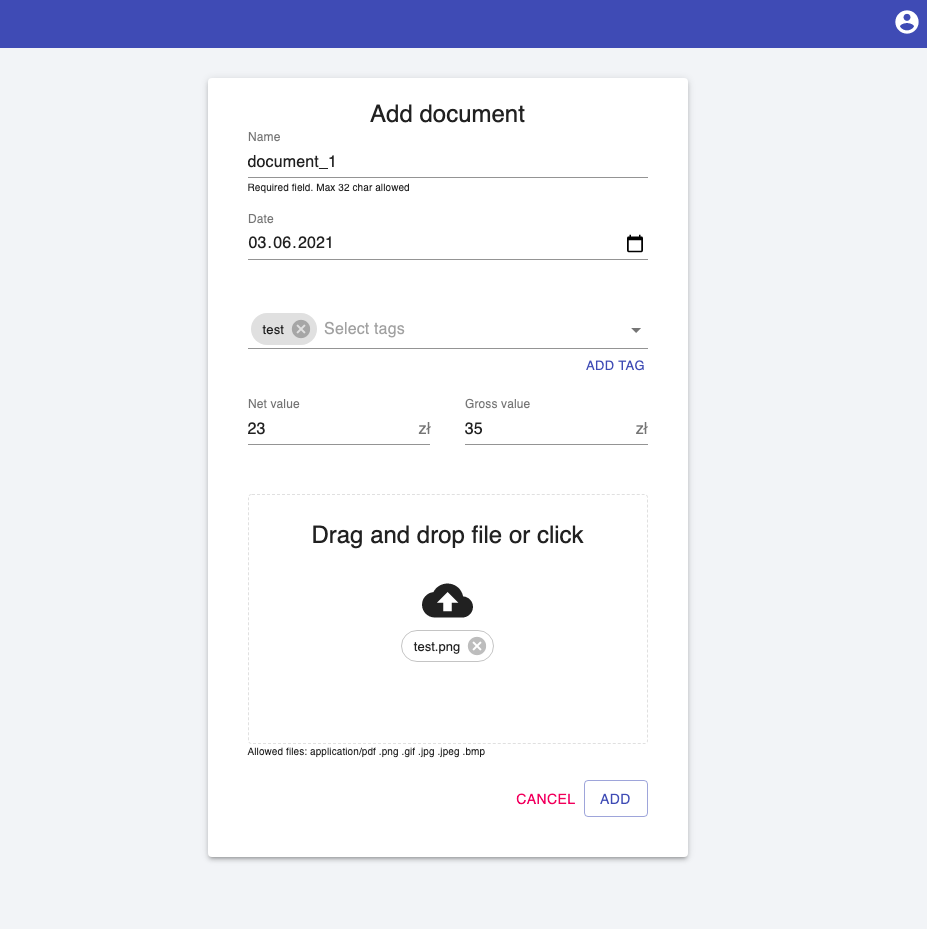 Add document
Name
document_1
Required field. Max 32 char allowed
Date
03.06.2021
test Select tags
ADD TAG
Net value Gross value
23 zł 35 zł
Drag and drop file or click
test.png
Allowed files: application/pdf .png .gif .jpg .jpeg .bmp
CANCEL ADD